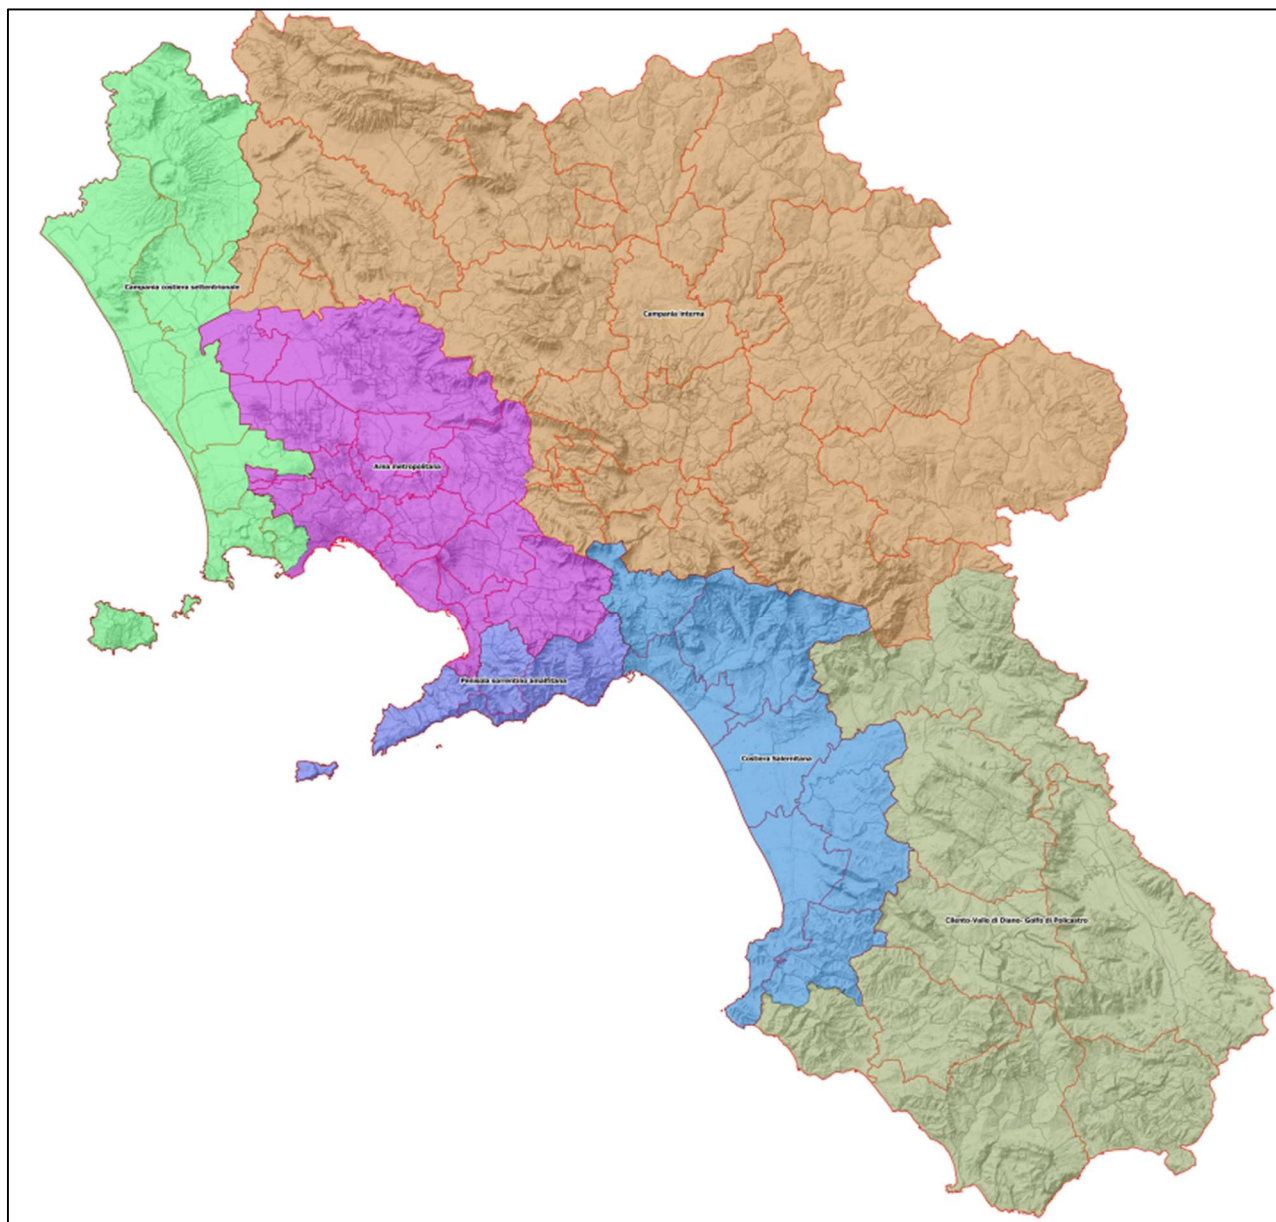 Campania costiera settentrionale
Campania interna
Area metropolitana
Penisola sorrentino amalfitana
Costiera Salernitana
Cilento-Vallo di Diano- Golfo di Policastro